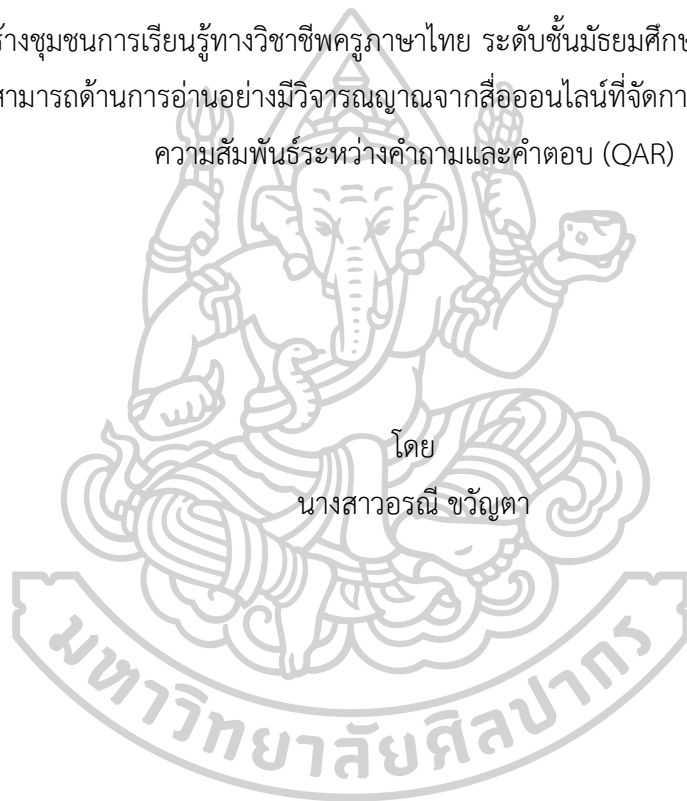 ร้างชุมชนการเรียนรู้ทางวิชาชีพครูภาษาไทย ระดับชั้นมัธยมศึกษ
สามารถด้านการอ่านอย่างมีวิจารณญาณจากสื่อออนไลน์ที่จัดกา
ความสัมพันธ์ระหว่างคำถามและคำตอบ (QAR)
โดย
นางสาวอรณี ขวัญตา
มหาวิทยาลัยศิลปากร